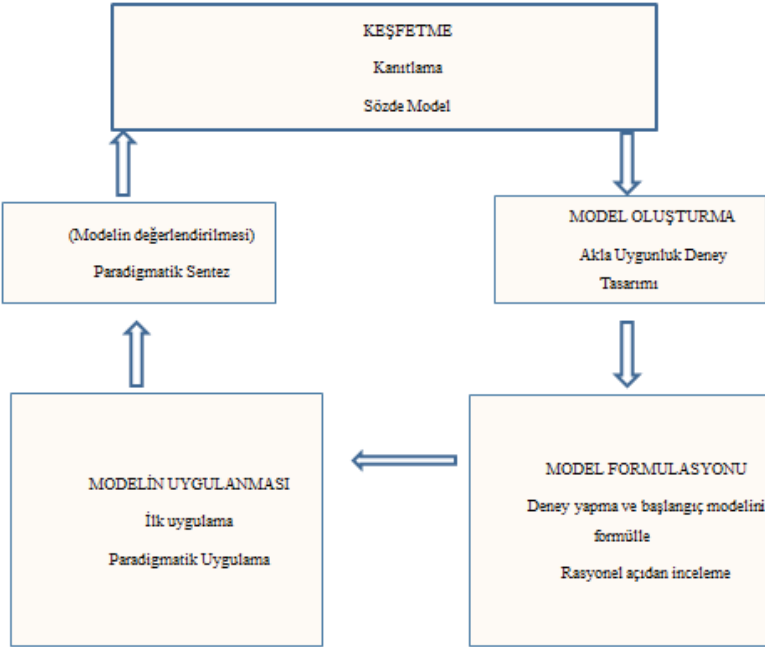 KEŞFETME
Kanıtlama
Sözde Model
MODEL OLUŞTURMA
Akla Uygunluk Deney
Tasarımı
MODEL FORMULASYONU
Deney yapma ve başlangıç modelini
formülle
Rasyonel açıdan inceleme
MODELİN UYGULANMASI
İlk uygulama
Paradigmatik Uygulama
(Modelin değerlendirilmesi)
Paradigmatik Sentez